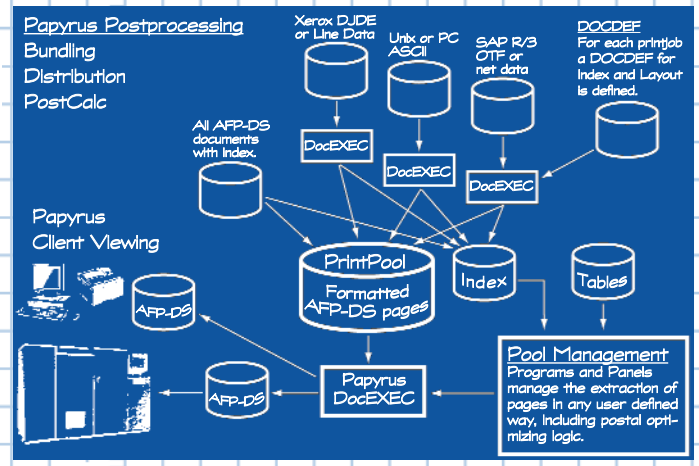 Papyrus Postprocessing
Bundling
Distribution
PostCalc
Xerox DJDE
or Line Data
Unix or PC
ASCII
SAP R/3
OTF or
net data
DOCDEF
For each printjob
a DOCDEF for
Index and Layout
is defined.
All AFP-DS
documents
with Index.
DocEXEC
DocEXEC
DocEXEC
Papyrus
Client Viewing
PrintPool
Formatted
AFP-DS pages
Index
Tables
AFP-DS
AFP-DS
Papyrus
DocEXEC
Pool Management
Programs and Panels
manage the extraction of
pages in any user defined
way, including postal opti-
mizing logic.